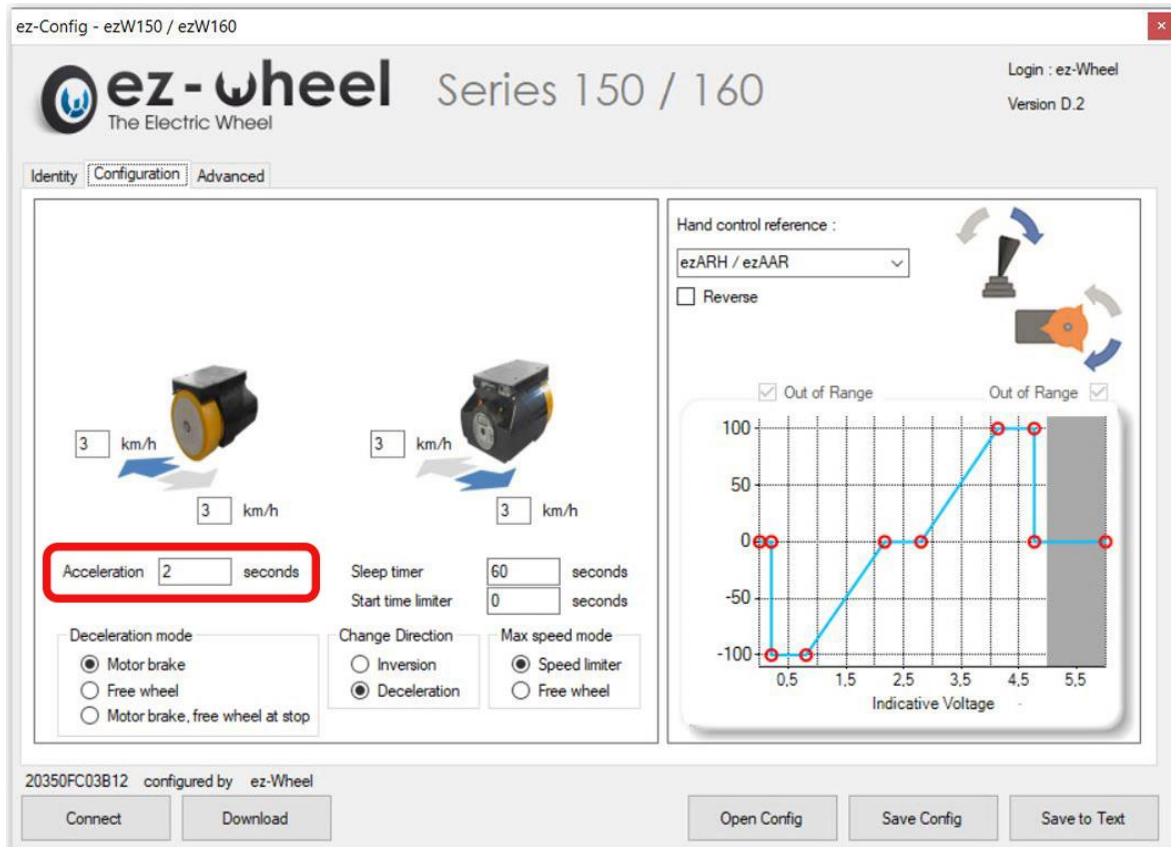 ez-Config - ezW150 / ezW160
ez-wheel
The Electric Wheel
Series 150 / 160
Login : ez-Wheel
Version D.2
Identity Configuration Advanced
3 km/h
3 km/h
3 km/h
3 km/h
Acceleration 2 seconds
Sleep timer 60 seconds
Start time limiter 0 seconds
Deceleration mode
Motor brake
Free wheel
Motor brake, free wheel at stop
Change Direction
Inversion
Deceleration
Max speed mode
Speed limiter
Free wheel
Hand control reference :
ezARH / ezAAR
Reverse
Out of Range Out of Range
100
50
0
-50
-100
0,5 1,5 2,5 3,5 4,5 5,5
Indicative Voltage
20350FC03B12 configured by ez-Wheel
Connect Download Open Config Save Config Save to Text